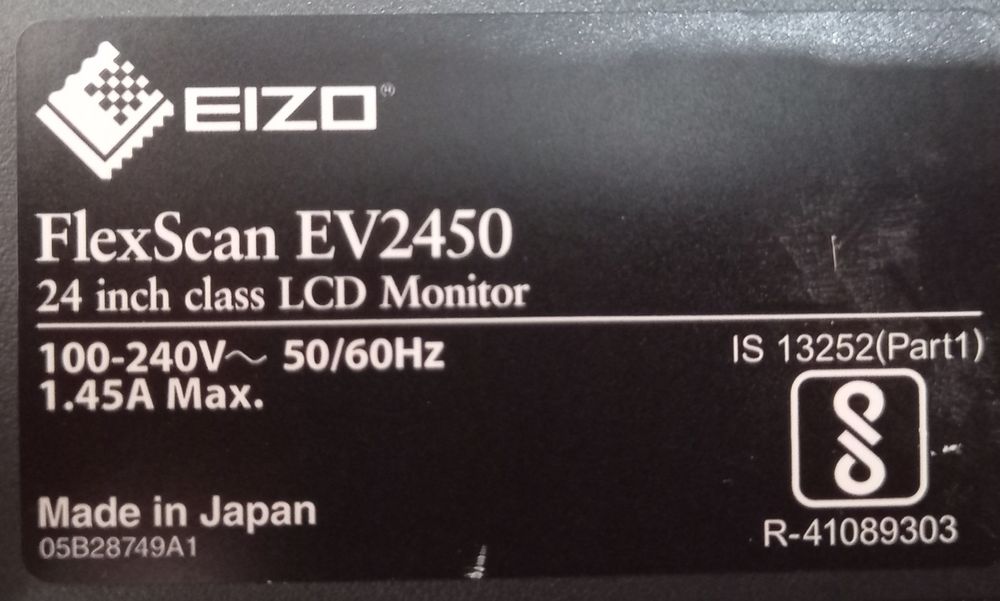 EIZO®
FlexScan EV2450
24 inch class LCD Monitor
100-240V～ 50/60Hz
1.45A Max.
IS 13252(Part1)
R-41089303
Made in Japan
05B28749A1